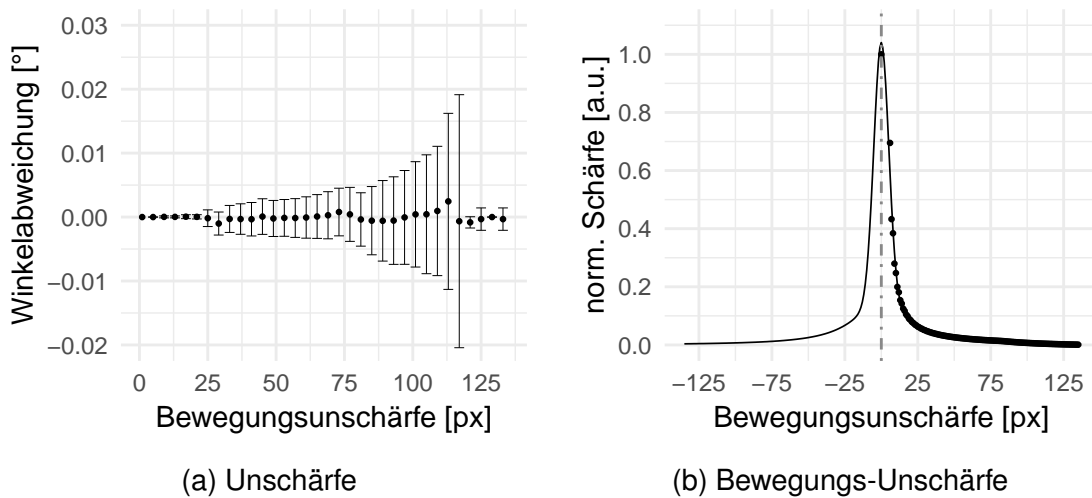 Winkelabweichung [°]
0.03
0.02
0.01
0.00
−0.01
−0.02
0 25 50 75 100 125
Bewegungsunschärfe [px]
(a) Unschärfe
norm. Schärfe [a.u.]
1.0
0.8
0.6
0.4
0.2
0.0
−125 −75 −25 25 75 125
Bewegungsunschärfe [px]
(b) Bewegungs-Unschärfe